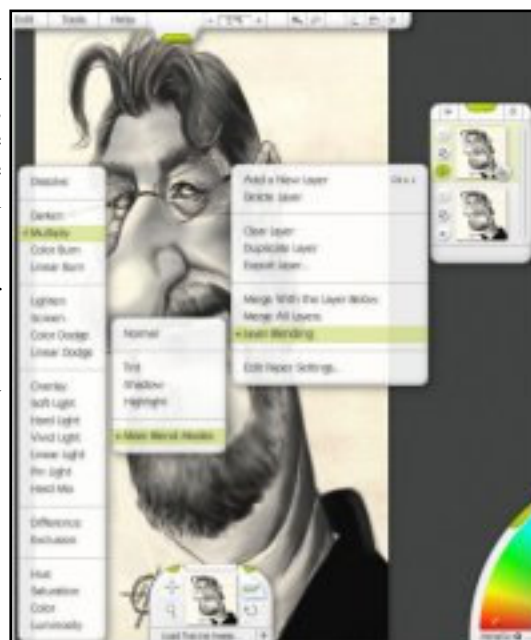 Edit Tools Help
Add a New Layer
Delete Layer
Clear Layer
Duplicate Layer
Export Layer...
Merge With the Layer Below
Merge All Layers
Layer Blending
Edit Paper Settings...
Normal
Tint
Shadow
Highlight
More Blend Modes
Dissolve
Darken
Multiply
Color Burn
Linear Burn
Lighten
Screen
Color Dodge
Linear Dodge
Overlay
Soft Light
Hard Light
Vivid Light
Linear Light
Pin Light
Hard Mix
Difference
Exclusion
Hue
Saturation
Color
Luminosity